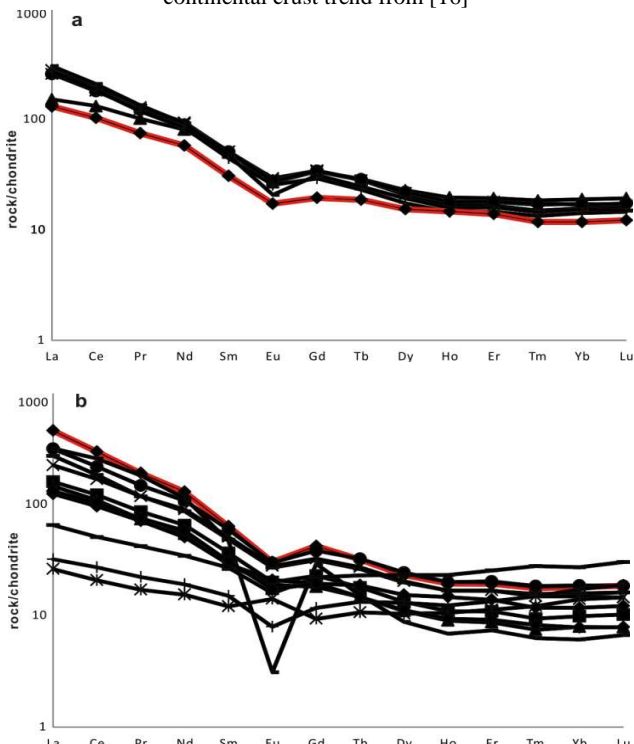 continental crust trend from [16]
1000
a
100
rock/chondrite
10
1
La Ce Pr Nd Sm Eu Gd Tb Dy Ho Er Tm Yb Lu
1000
b
100
rock/chondrite
10
1
La Ce Pr Nd Sm Eu Gd Tb Dy Ho Er Tm Yb Lu